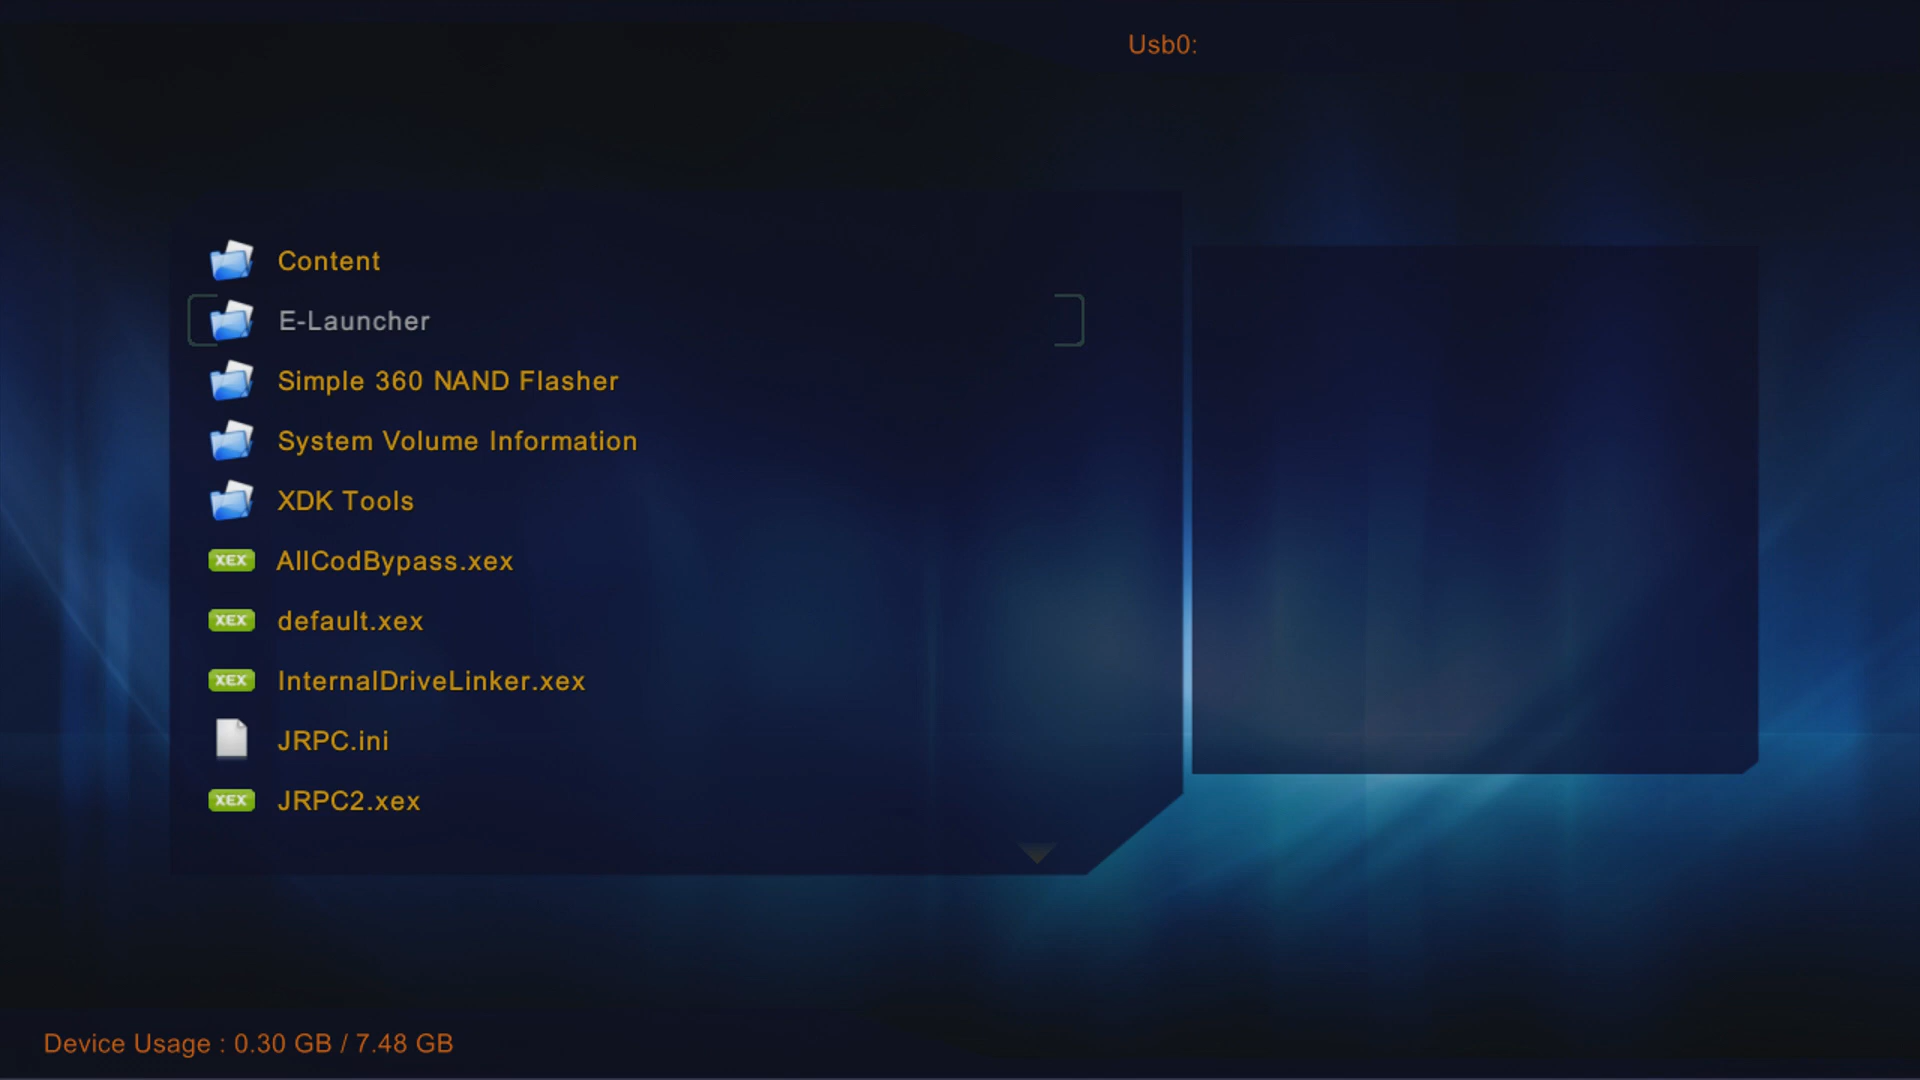 Usb0:
Content
E-Launcher
Simple 360 NAND Flasher
System Volume Information
XDK Tools
XEX AllCodBypass.xex
XEX default.xex
XEX InternalDriveLinker.xex
JRPC.ini
XEX JRPC2.xex
Device Usage : 0.30 GB / 7.48 GB